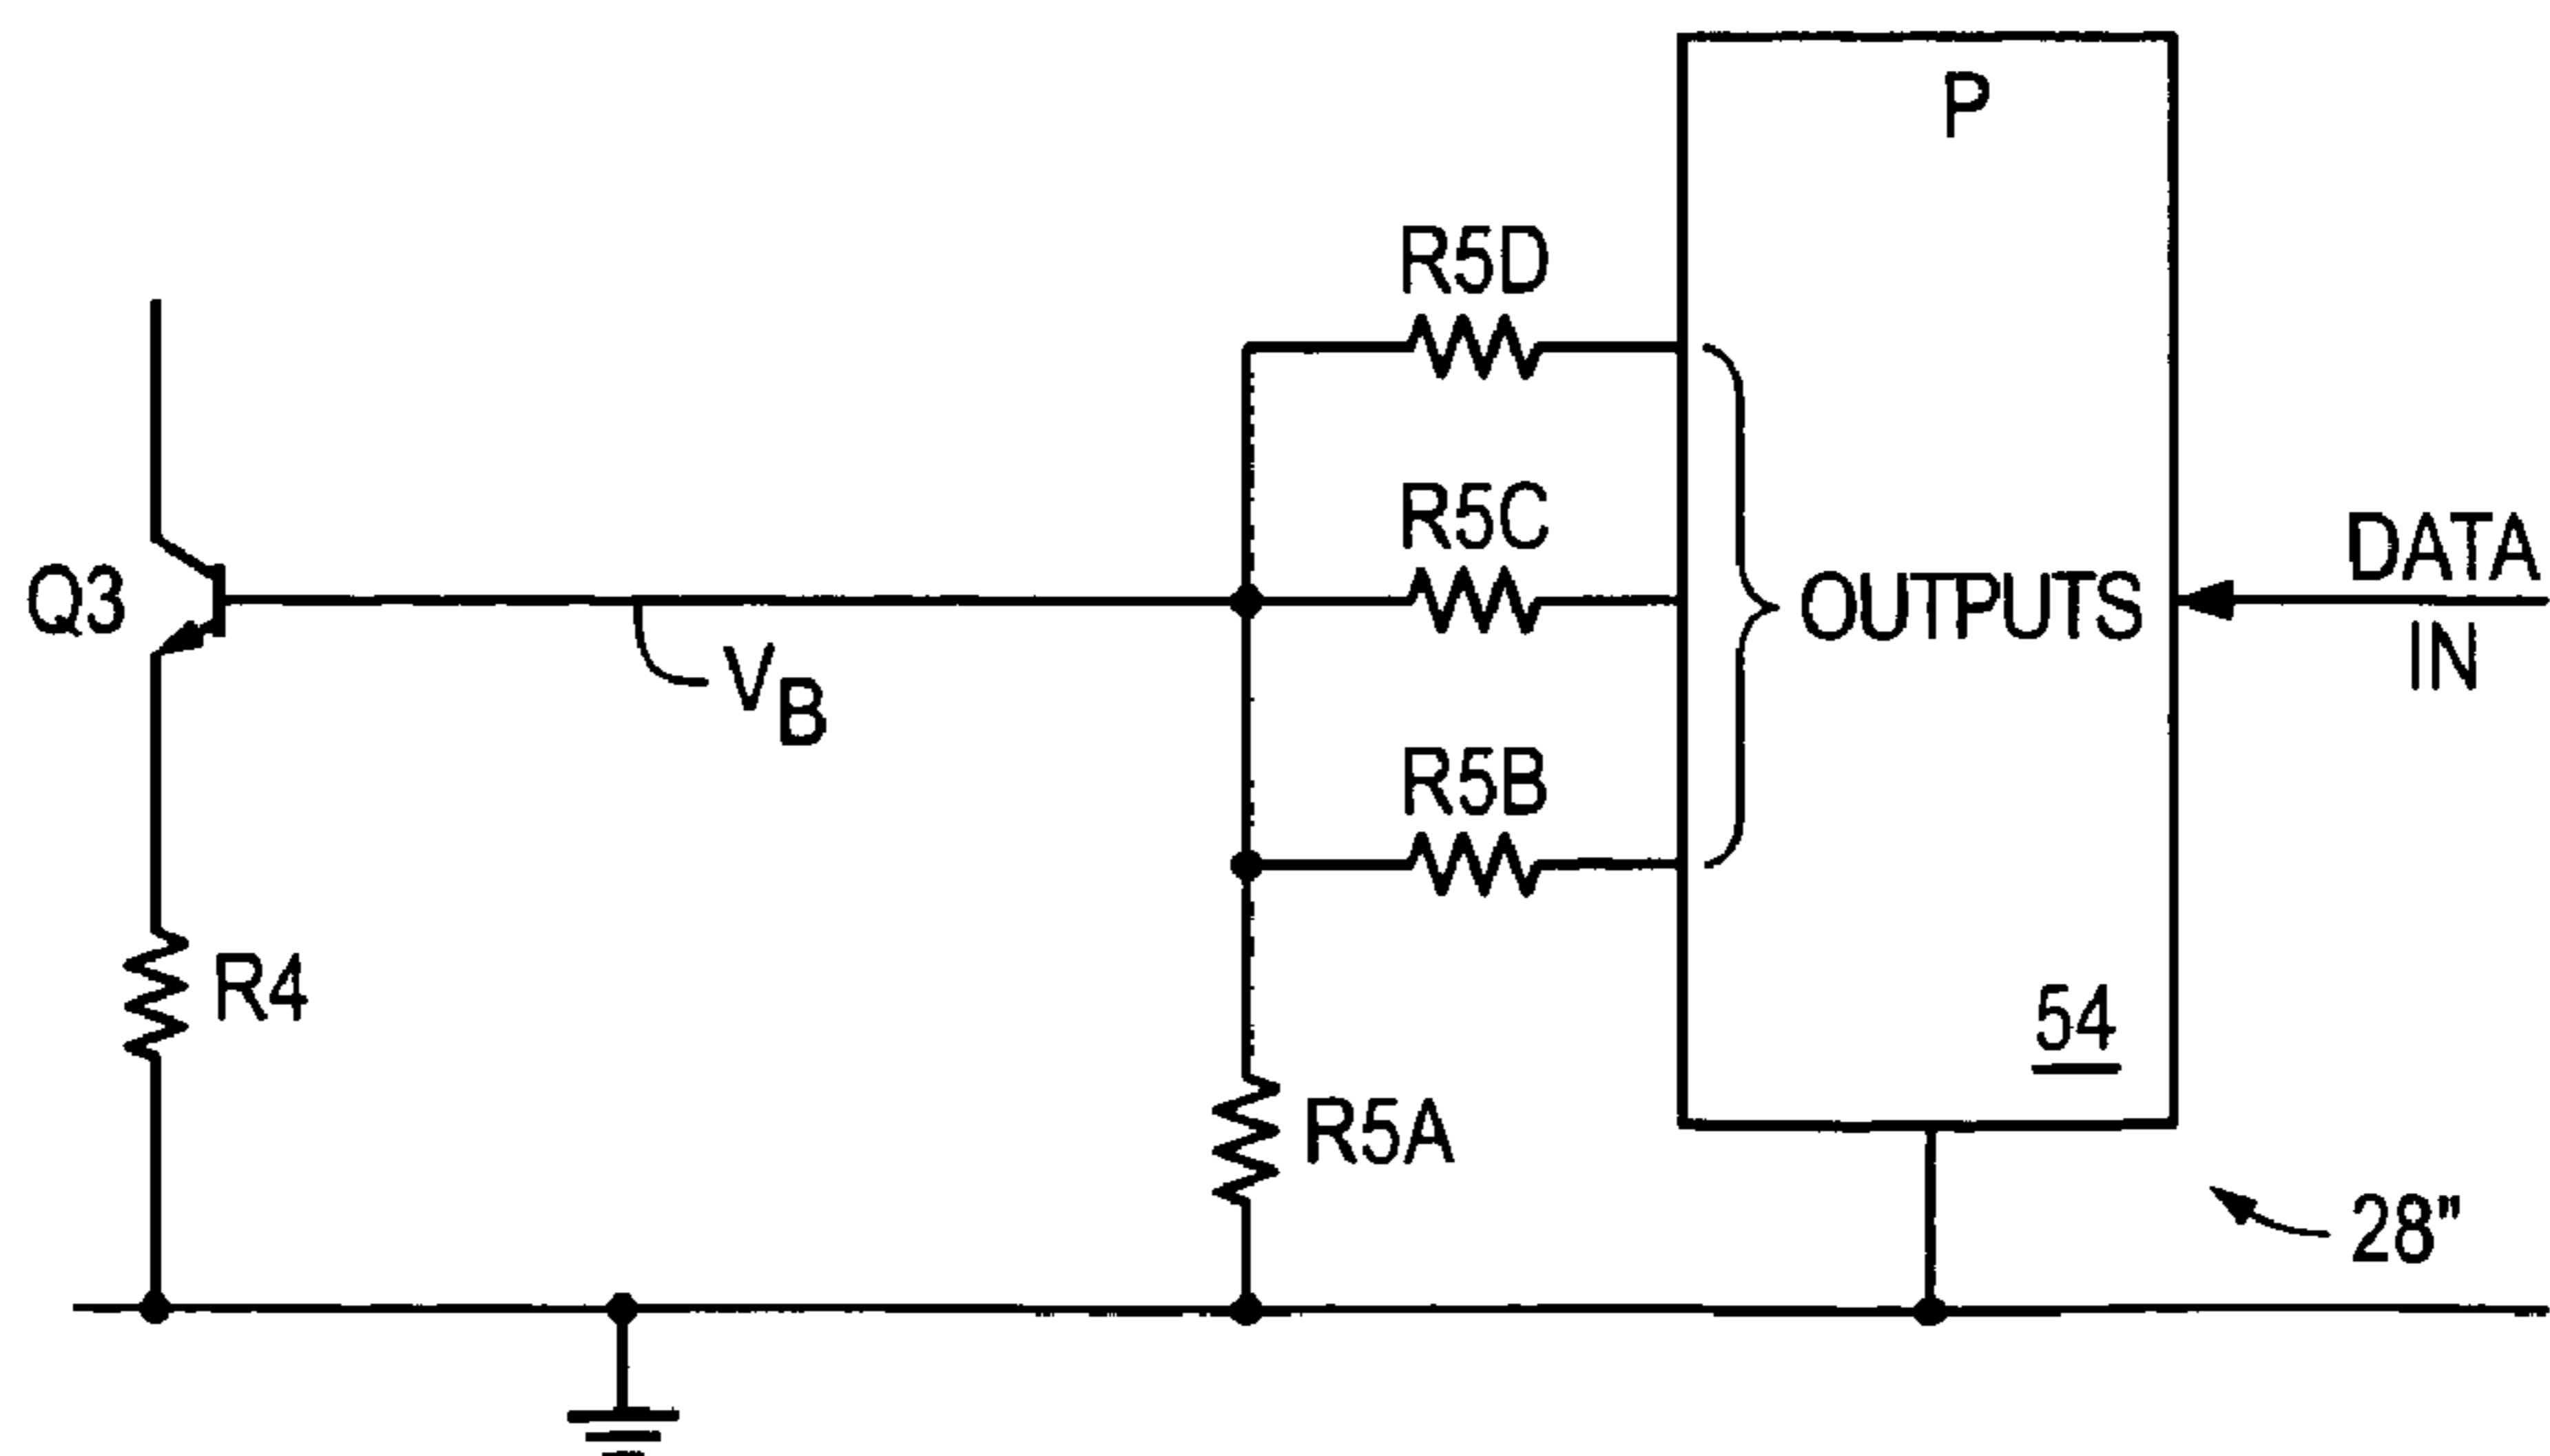 P
R5D
R5C
DATA
IN
OUTPUTS
Q3
VB
R5B
R4
54
R5A
28"